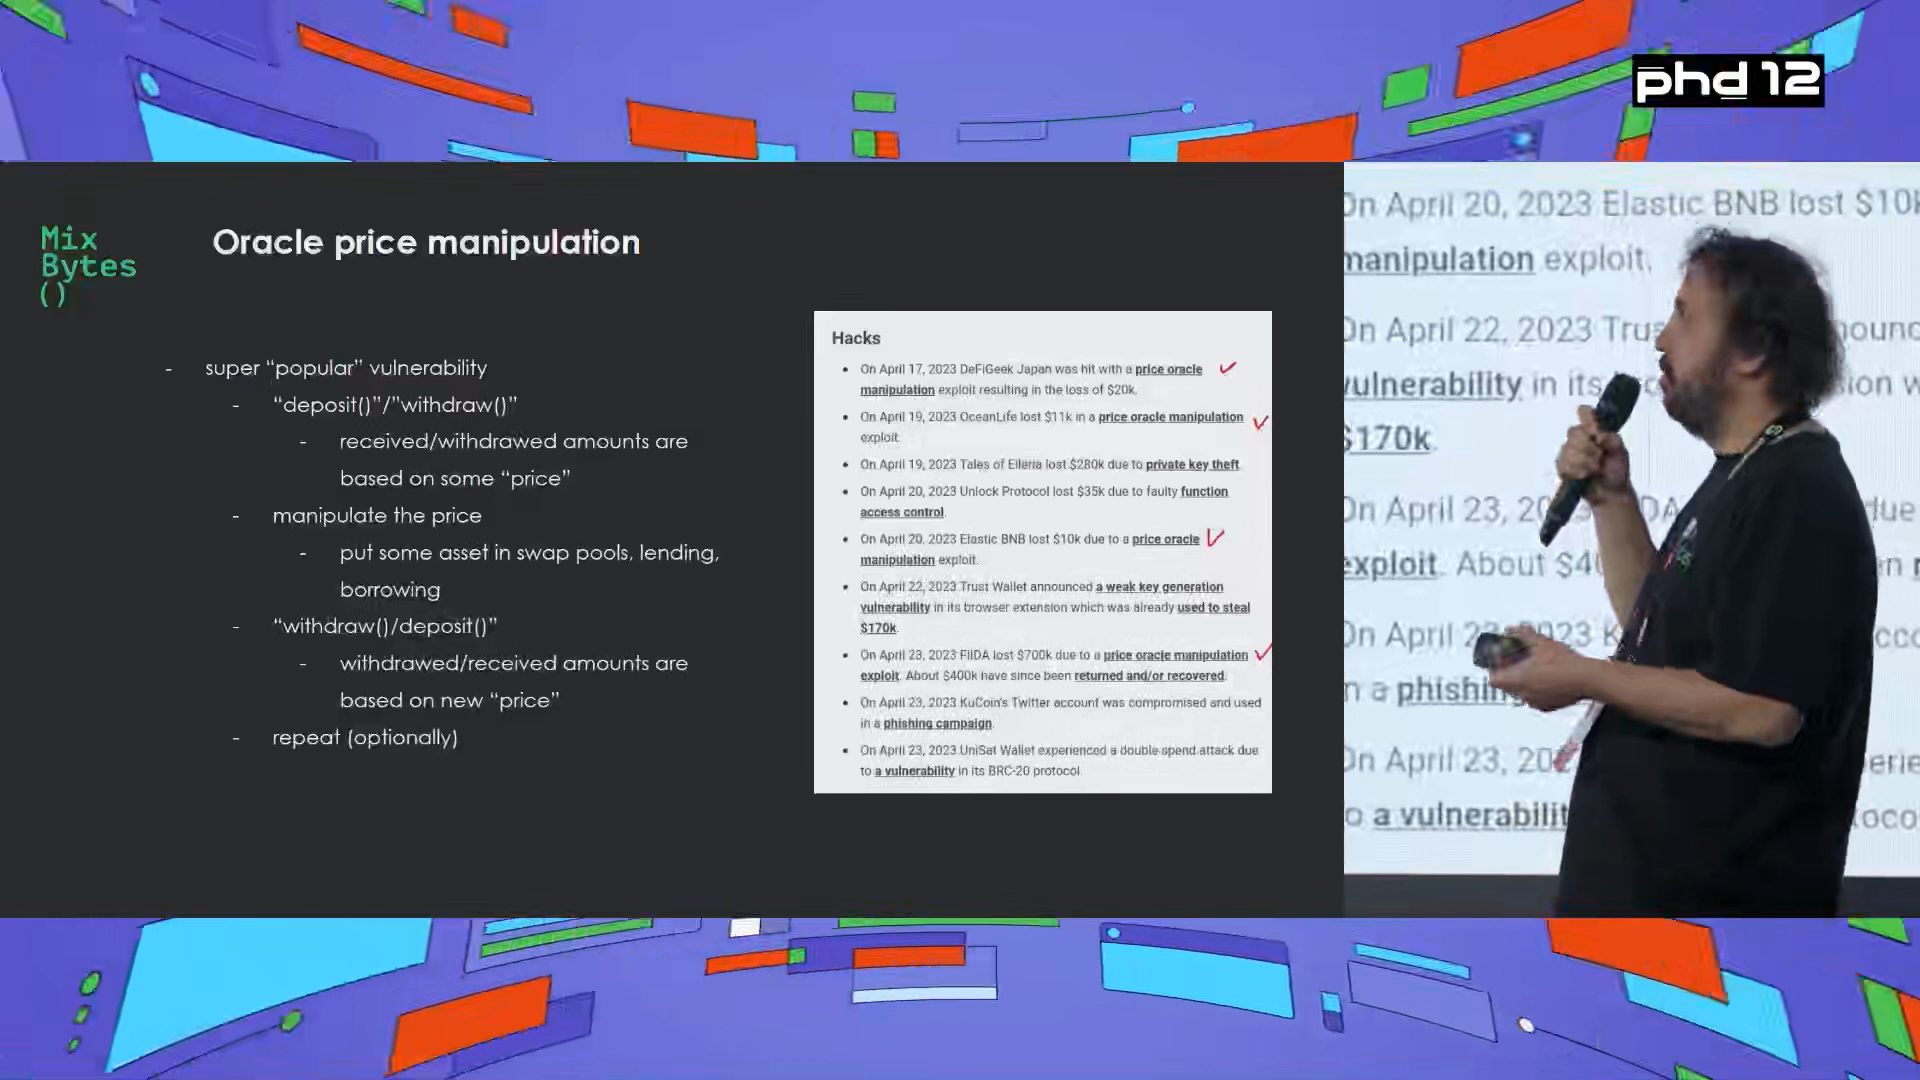 phd 12
Mix
Bytes
()
Oracle price manipulation
- super “popular” vulnerability
- “deposit()”/”withdraw()”
- received/withdrawed amounts are
based on some “price”
- manipulate the price
- put some asset in swap pools, lending,
borrowing
- “withdraw()/deposit()”
- withdrawed/received amounts are
based on new “price”
- repeat (optionally)
Hacks
• On April 17, 2023 DeFiGeek Japan was hit with a price oracle
manipulation exploit resulting in the loss of $20k.
• On April 19, 2023 OceanLife lost $11k in a price oracle manipulation
exploit.
• On April 19, 2023 Tales of Elleria lost $280k due to private key theft.
• On April 20, 2023 Unlock Protocol lost $35k due to faulty function
access control.
• On April 20, 2023 Elastic BNB lost $10k due to a price oracle
manipulation exploit.
• On April 22, 2023 Trust Wallet announced a weak key generation
vulnerability in its browser extension which was already used to steal
$170k.
• On April 23, 2023 FilDA lost $700k due to a price oracle manipulation
exploit. About $400k have since been returned and/or recovered.
• On April 23, 2023 KuCoin's Twitter account was compromised and used
in a phishing campaign.
• On April 23, 2023 UniSat Wallet experienced a double-spend attack due
to a vulnerability in its BRC-20 protocol.
On April 20, 2023 Elastic BNB lost $10k
manipulation exploit.
On April 22, 2023
vulnerability in its
$170k.
On April 23,
exploit. About
On April 23, 2023
in a
On April 23,
to a